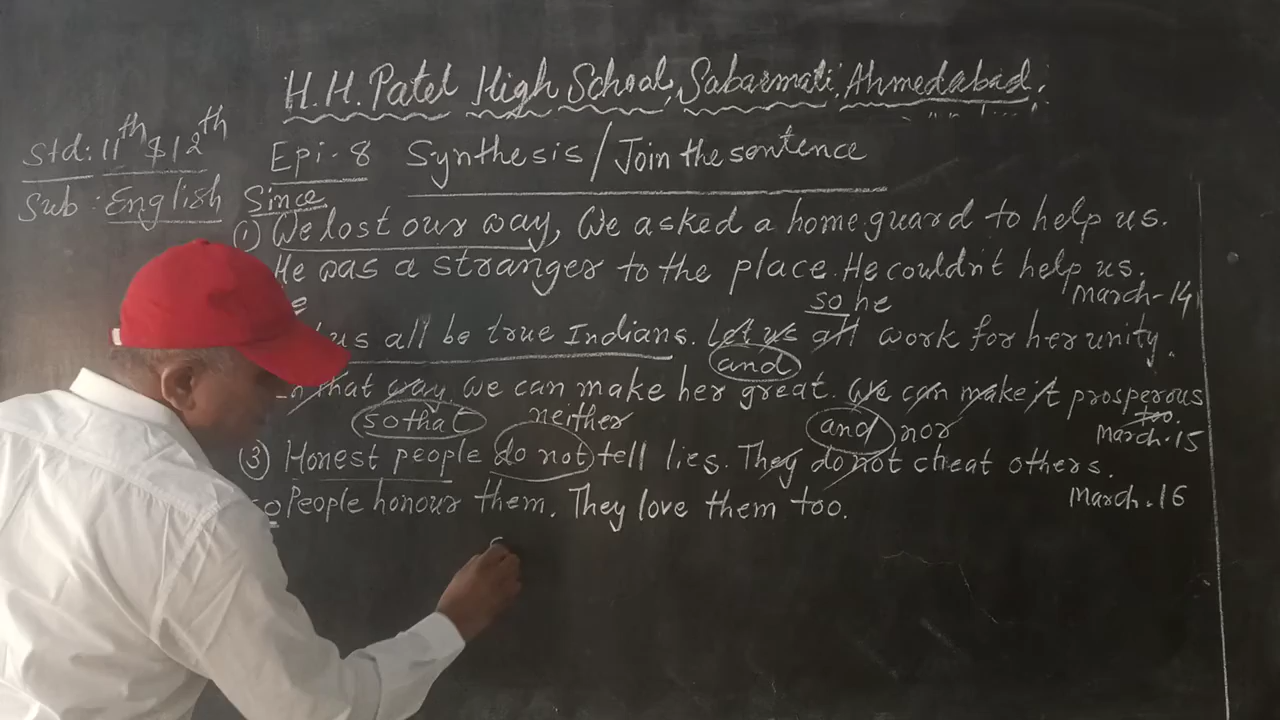 H.H. Patel High School, Sabarmati, Ahmedabad.
Std: 11th & 12th
Sub: English
Epi-8 Synthesis / Join the sentence
Since
(1) We lost our way, We asked a home guard to help us.
He was a stranger to the place. He couldn't help us.
March-14
so he
us all be true Indians. Let us all work for her unity.
and
In that way we can make her great. We can make it prosperous
too.
so that neither and nor March-15
(3) Honest people do not tell lies. They do not cheat others.
People honour them. They love them too. March-16